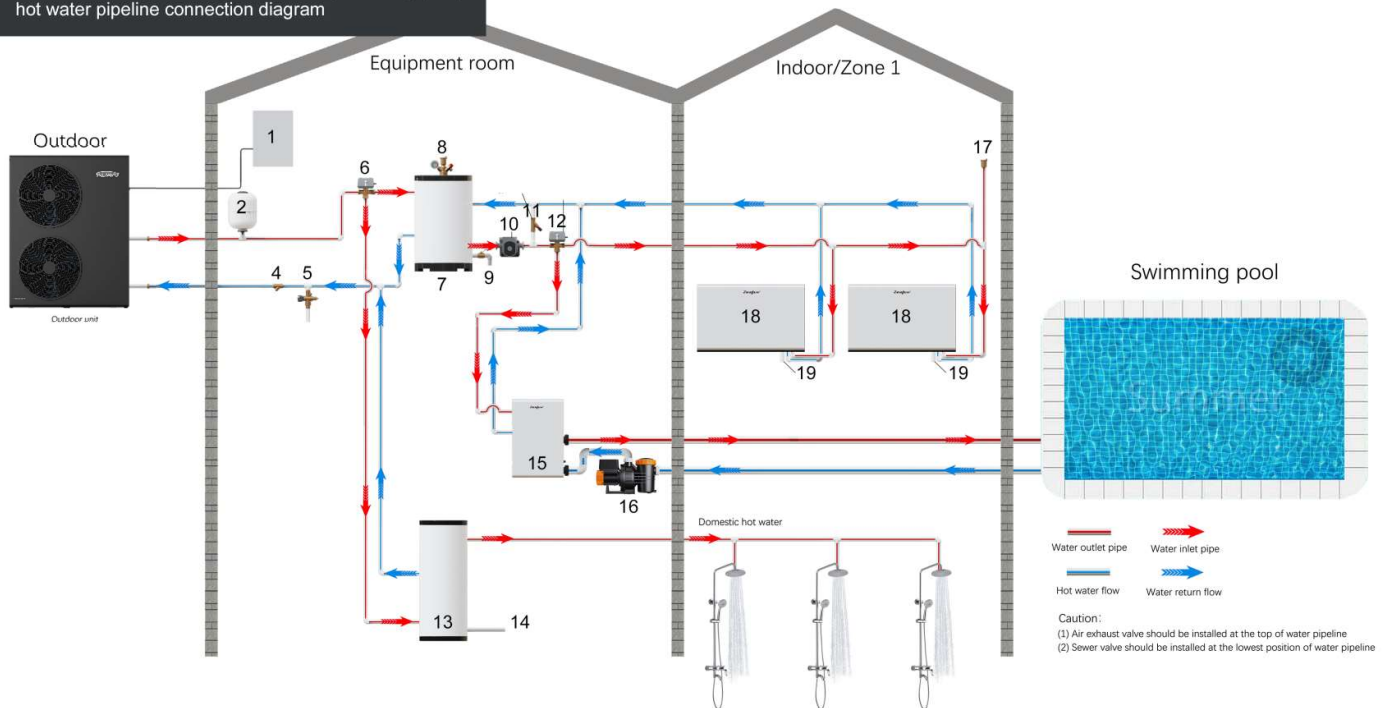 hot water pipeline connection diagram
Equipment room
Indoor/Zone 1
Outdoor
1
17
8
6
2
11
12
10
4
5
9
7
Swimming pool
Outdoor unit
18
18
19
19
Summer
15
16
Domestic hot water
Water outlet pipe
Water inlet pipe
Hot water flow
Water return flow
13
14
Caution:
(1) Air exhaust valve should be installed at the top of water pipeline
(2) Sewer valve should be installed at the lowest position of water pipeline